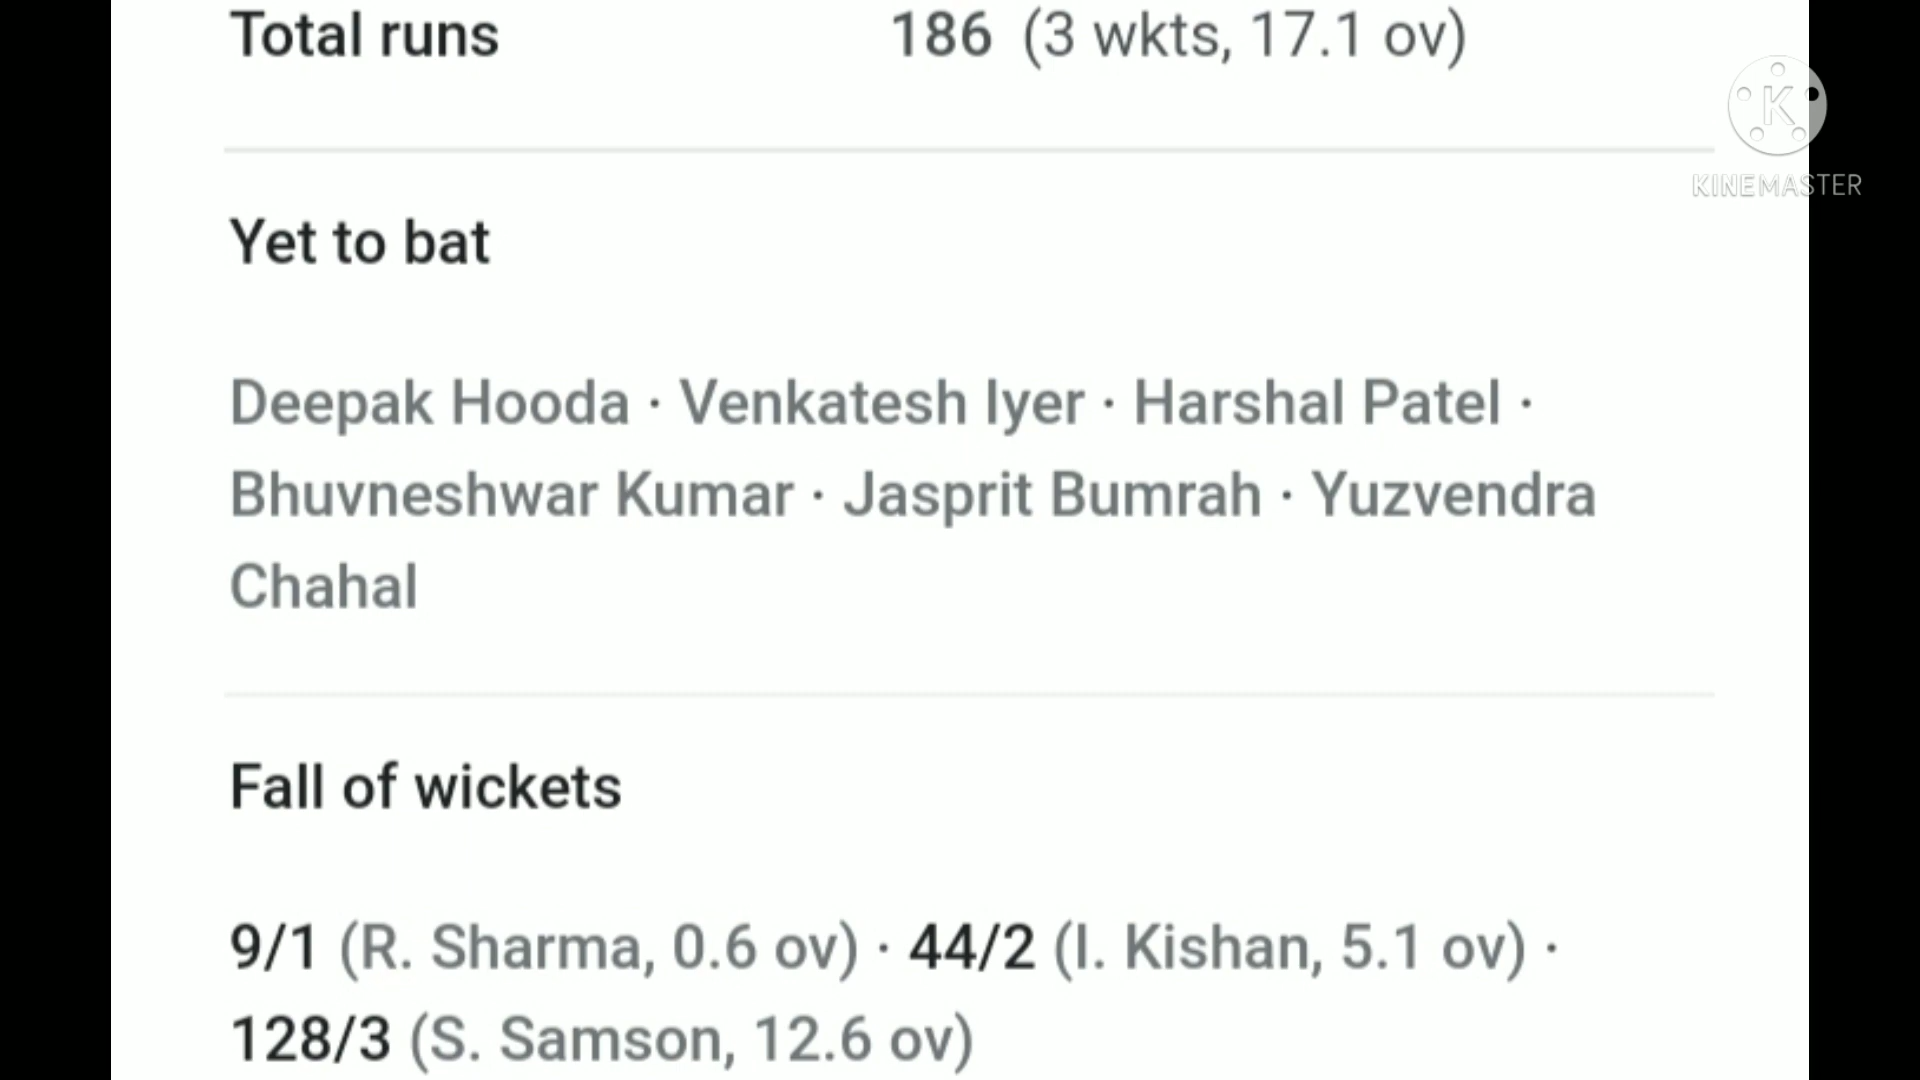 Total runs 186 (3 wkts, 17.1 ov)
K
KINEMASTER
Yet to bat
Deepak Hooda · Venkatesh Iyer · Harshal Patel ·
Bhuvneshwar Kumar · Jasprit Bumrah · Yuzvendra
Chahal
Fall of wickets
9/1 (R. Sharma, 0.6 ov) · 44/2 (I. Kishan, 5.1 ov) ·
128/3 (S. Samson, 12.6 ov)